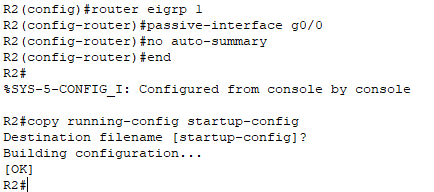 R2(config)#router eigrp 1
R2(config-router)#passive-interface g0/0
R2(config-router)#no auto-summary
R2(config-router)#end
R2#
%SYS-5-CONFIG_I: Configured from console by console

R2#copy running-config startup-config
Destination filename [startup-config]?
Building configuration...
[OK]
R2#